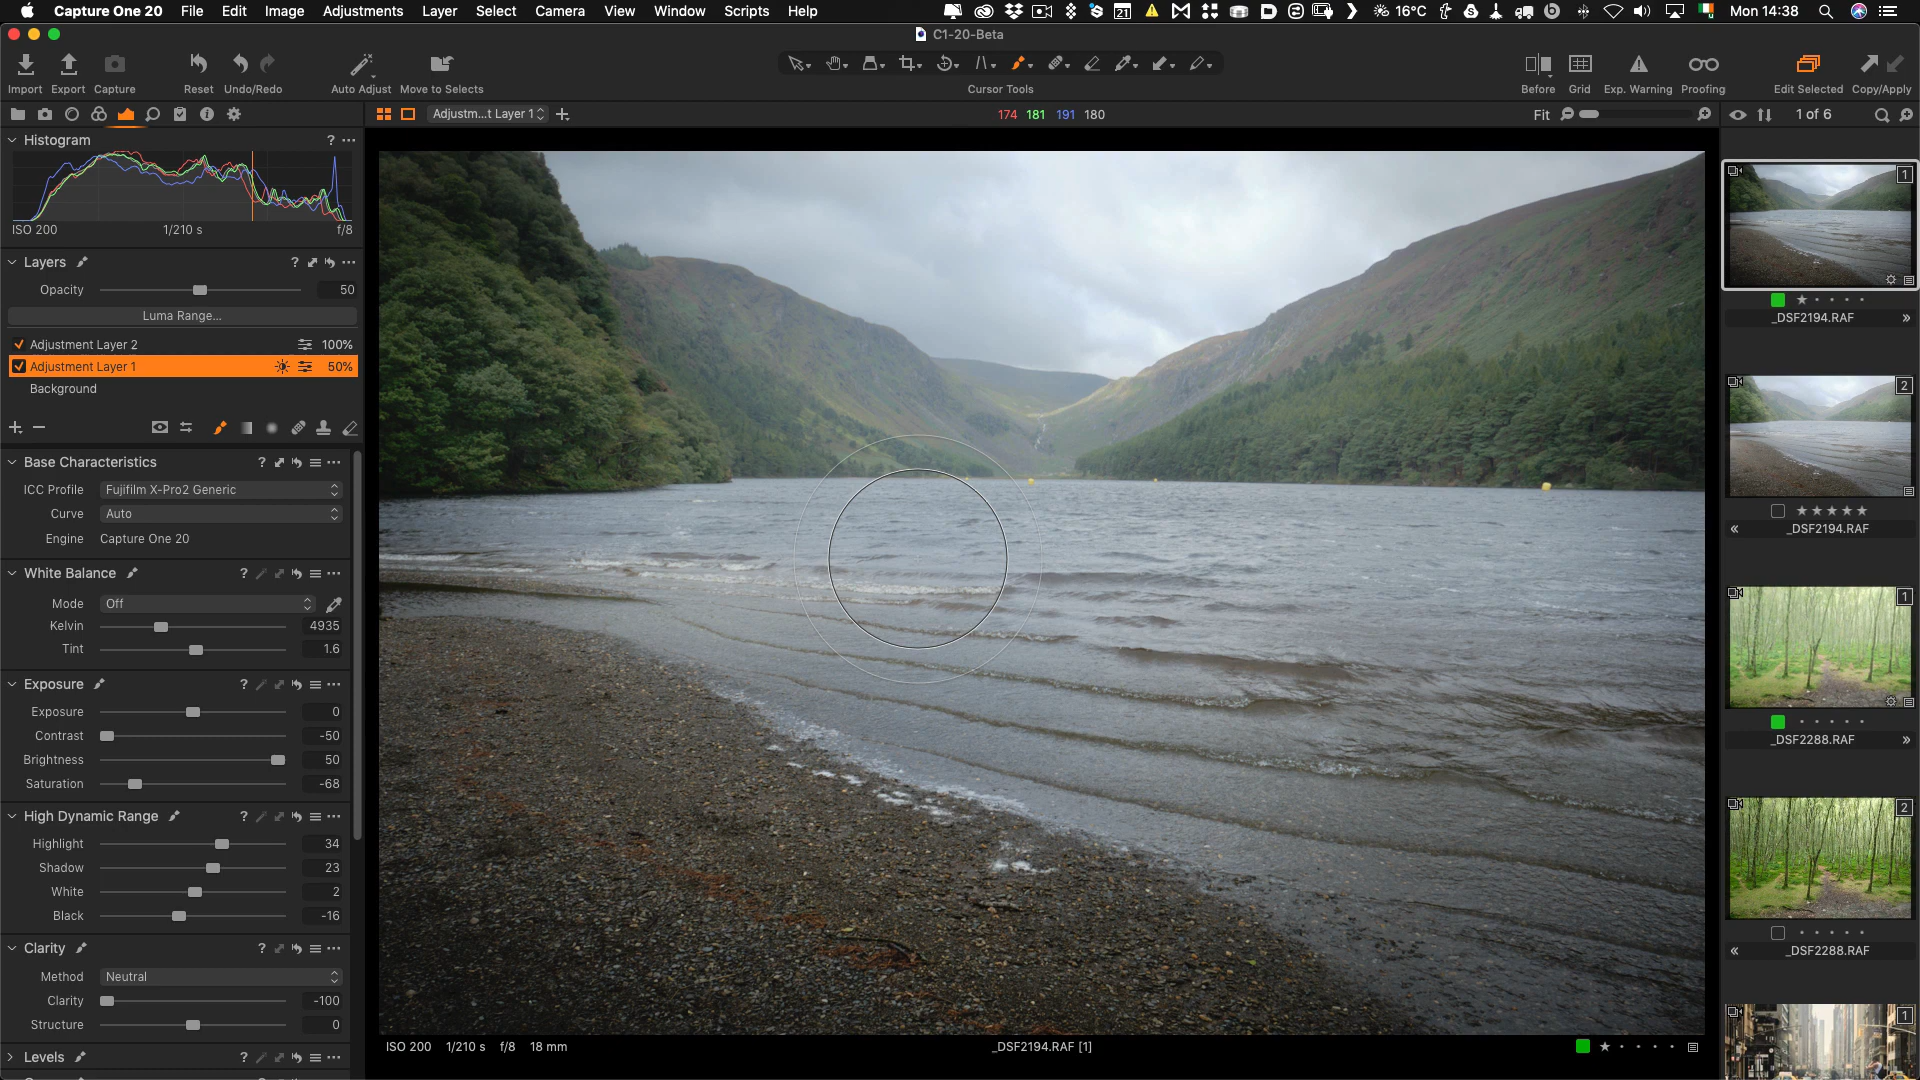 Capture One 20 File Edit Image Adjustments Layer Select Camera View Window Scripts Help 21 16°C Mon 14:38
C1-20-Beta
Import Export Capture Reset Undo/Redo Auto Adjust Move to Selects Cursor Tools Before Grid Exp. Warning Proofing Edit Selected Copy/Apply
Adjustm...t Layer 1 174 181 191 180 Fit 1 of 6
Histogram ?
ISO 200 1/210 s f/8
Layers ?
Opacity 50
Luma Range...
Adjustment Layer 2 100%
Adjustment Layer 1 50%
Background
Base Characteristics ?
ICC Profile Fujifilm X-Pro2 Generic
Curve Auto
Engine Capture One 20
White Balance ?
Mode Off
Kelvin 4935
Tint 1.6
Exposure ?
Exposure 0
Contrast -50
Brightness 50
Saturation -68
High Dynamic Range ?
Highlight 34
Shadow 23
White 2
Black -16
Clarity ?
Method Neutral
Clarity -100
Structure 0
Levels ?
ISO 200 1/210 s f/8 18 mm _DSF2194.RAF [1]
1
_DSF2194.RAF
2
_DSF2194.RAF
1
_DSF2288.RAF
2
_DSF2288.RAF
1